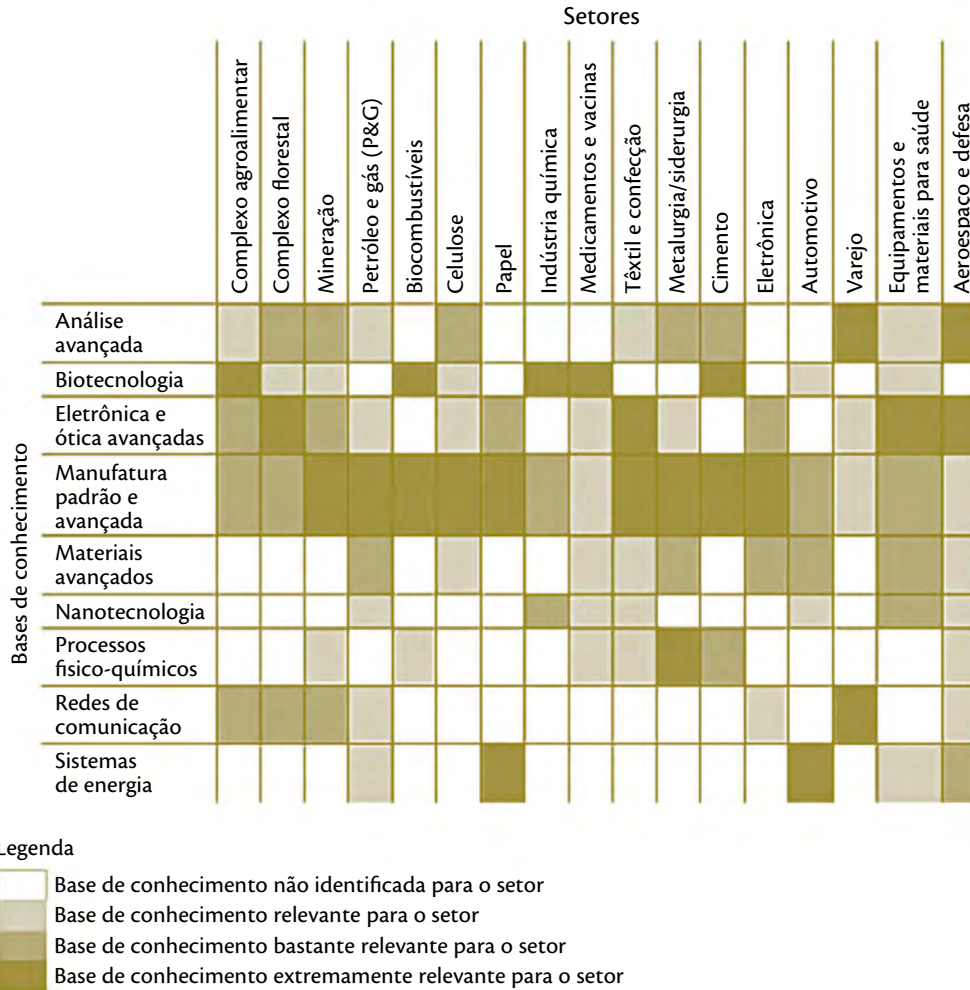 Setores
Complexo agroalimentar
Complexo florestal
Mineração
Petróleo e gás (P&G)
Biocombustíveis
Celulose
Papel
Indústria química
Medicamentos e vacinas
Têxtil e confecção
Metalurgia/siderurgia
Cimento
Eletrônica
Automotivo
Varejo
Equipamentos e
materiais para saúde
Aeroespaço e defesa
Bases de conhecimento
Análise
avançada
Biotecnologia
Eletrônica e
ótica avançadas
Manufatura
padrão e
avançada
Materiais
avançados
Nanotecnologia
Processos
fisico-químicos
Redes de
comunicação
Sistemas
de energia
Legenda
Base de conhecimento não identificada para o setor
Base de conhecimento relevante para o setor
Base de conhecimento bastante relevante para o setor
Base de conhecimento extremamente relevante para o setor